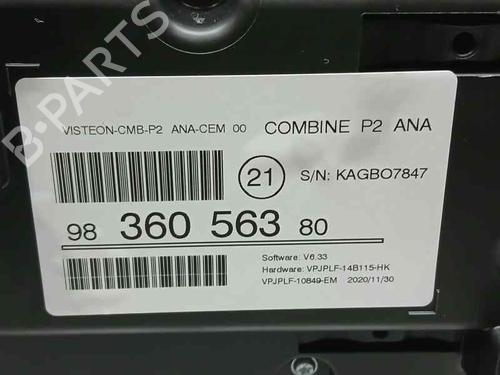 VISTEON-CMB-P2 ANA-CEM 00 COMBINE P2 ANA
21 S/N: KAGBO7847
98 360 563 80
Software: V6.33
Hardware: VPJPLF-14B115-HK
VPJPLF-10849-EM 2020/11/30